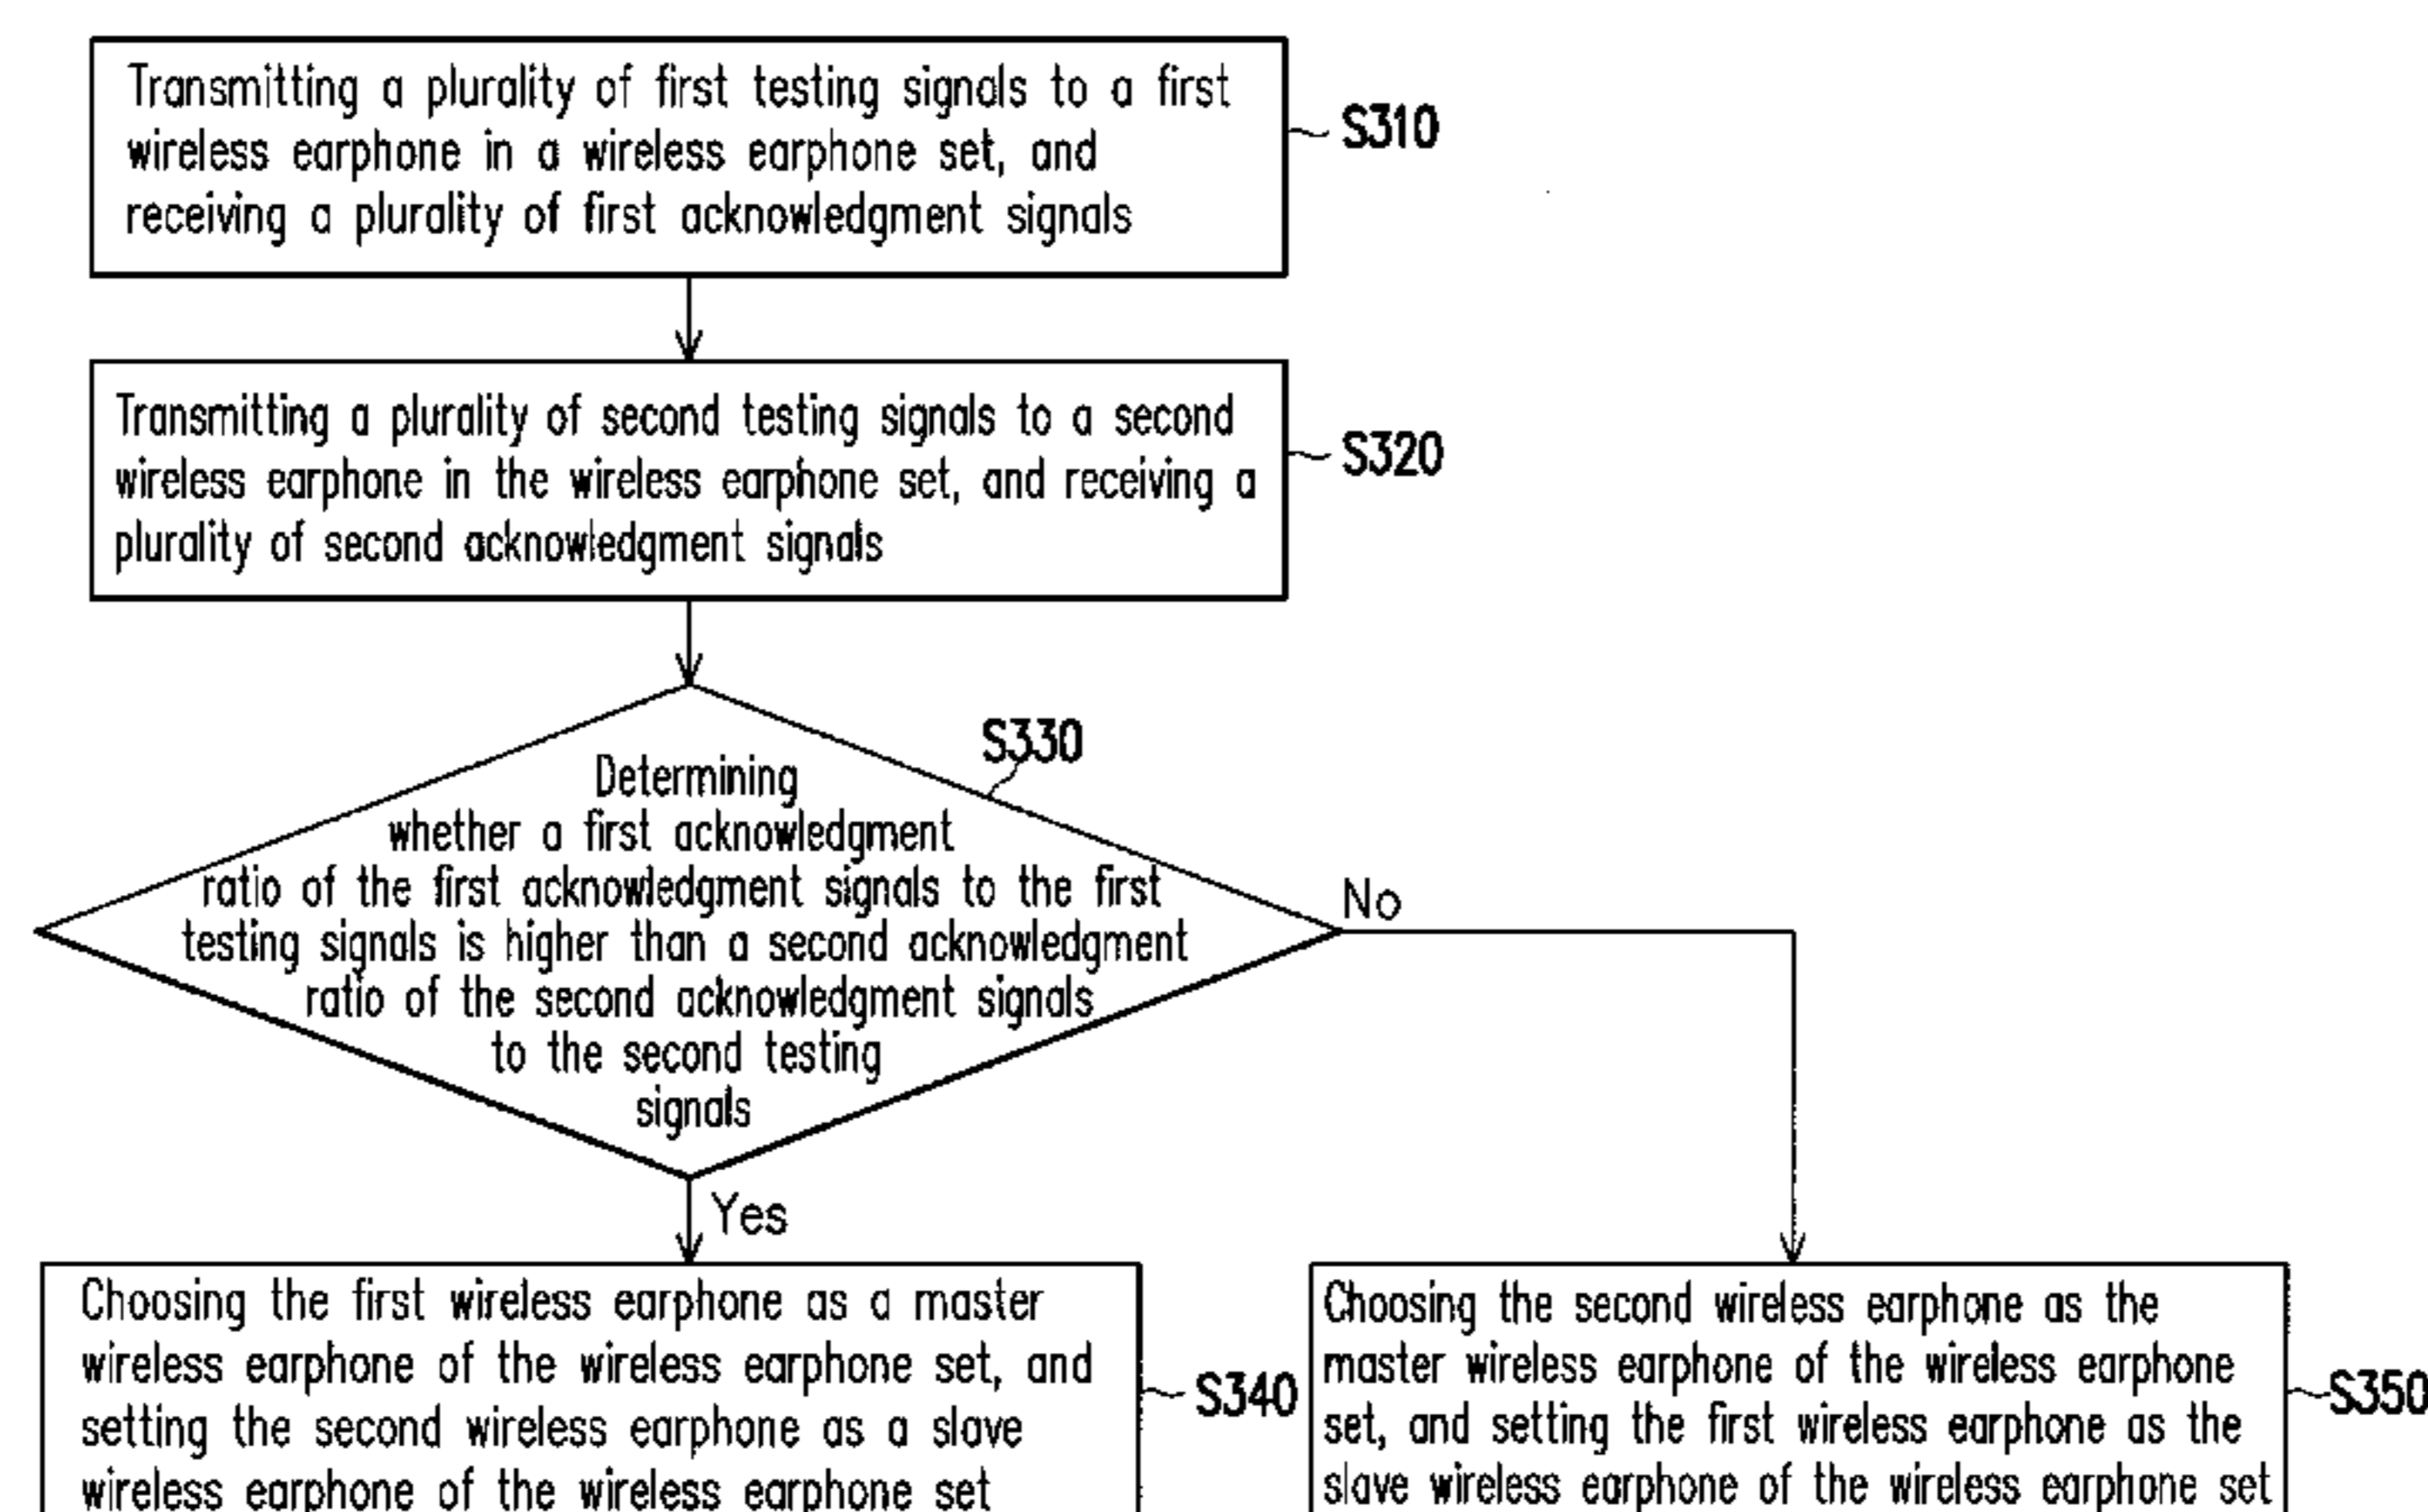 Transmitting a plurality of first testing signals to a first
wireless earphone in a wireless earphone set, and
receiving a plurality of first acknowledgment signals
S310
Transmitting a plurality of second testing signals to a second
wireless earphone in the wireless earphone set, and receiving a
plurality of second acknowledgment signals
S320
S330
Determining
whether a first acknowledgment
ratio of the first acknowledgment signals to the first
testing signals is higher than a second acknowledgment
ratio of the second acknowledgment signals
to the second testing
signals
No
Yes
Choosing the first wireless earphone as a master
wireless earphone of the wireless earphone set, and
setting the second wireless earphone as a slave
wireless earphone of the wireless earphone set
S340
Choosing the second wireless earphone as the
master wireless earphone of the wireless earphone
set, and setting the first wireless earphone as the
slave wireless earphone of the wireless earphone set
S350